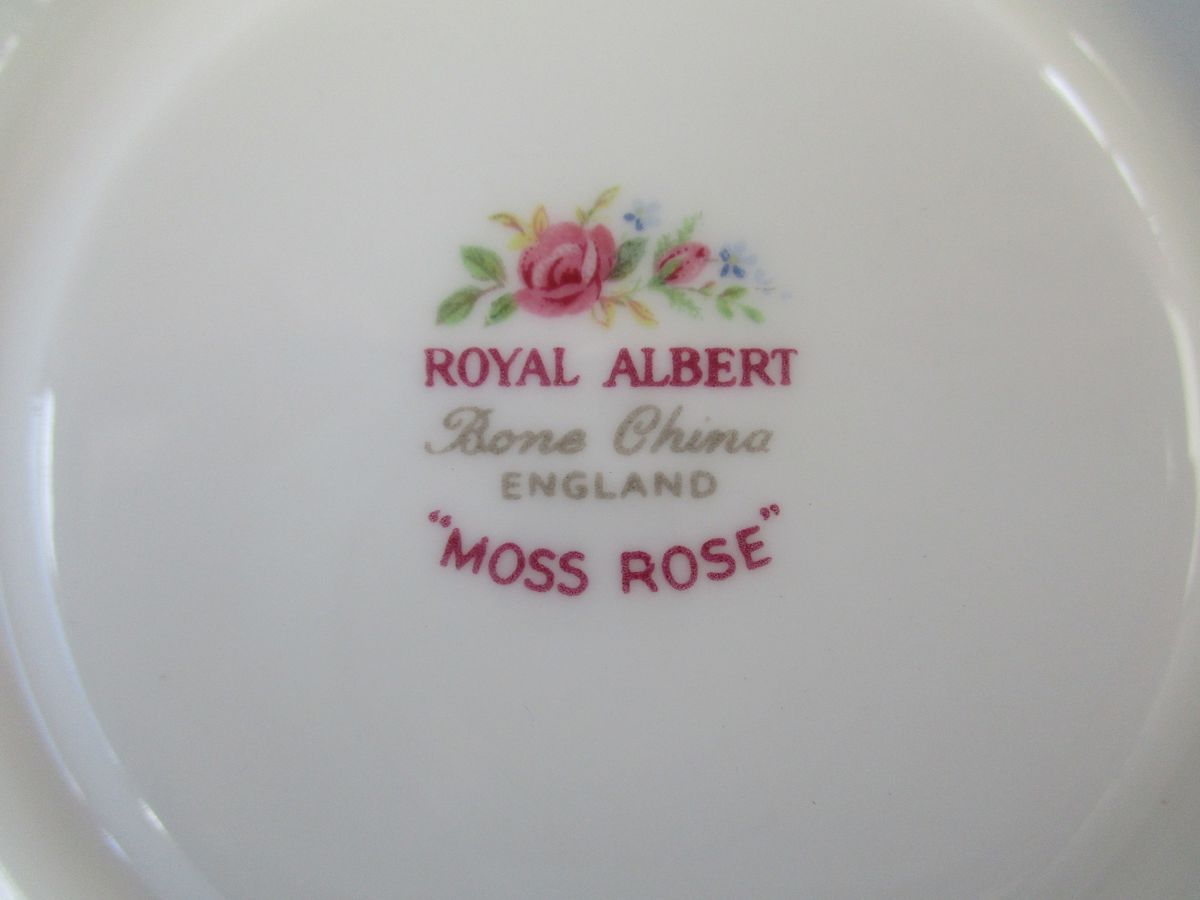 ROYAL ALBERT
Bone China
ENGLAND
"MOSS ROSE"